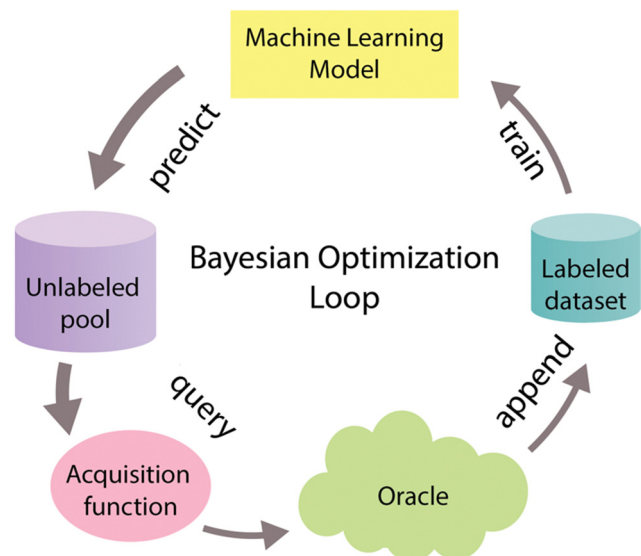 Machine Learning
Model
predict
train
Unlabeled
pool
Bayesian Optimization
Loop
Labeled
dataset
query
append
Acquisition
function
Oracle